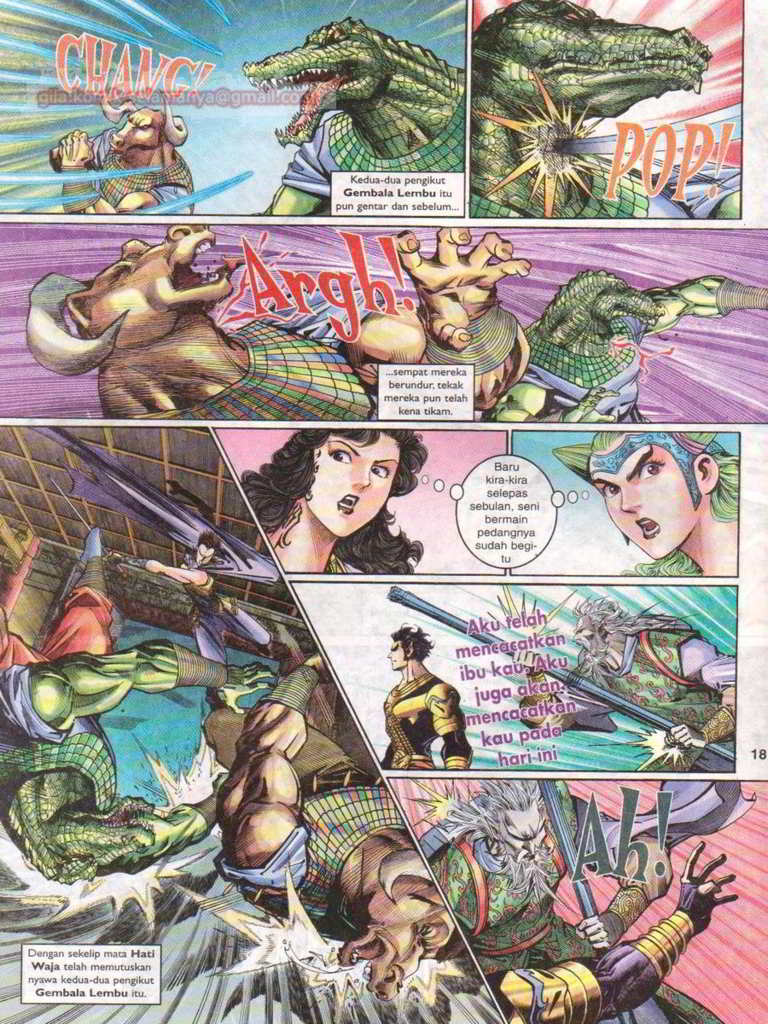 CHANG!
Kedua-dua pengikut
Gembala Lembu itu
pun gentar dan sebelum...
POP!
Argh!
...sempat mereka
berundur, tekak
mereka pun telah
kena tikam.
Baru
kira-kira
selepas
sebulan, seni
bermain
pedangnya
sudah begi-
tu
Aku telah
mencacatkan
ibu kau. Aku
juga akan
mencacatkan
kau pada
hari ini
18
Ah!
Dengan sekelip mata Hati
Waja telah memutuskan
nyawa kedua-dua pengikut
Gembala Lembu itu.